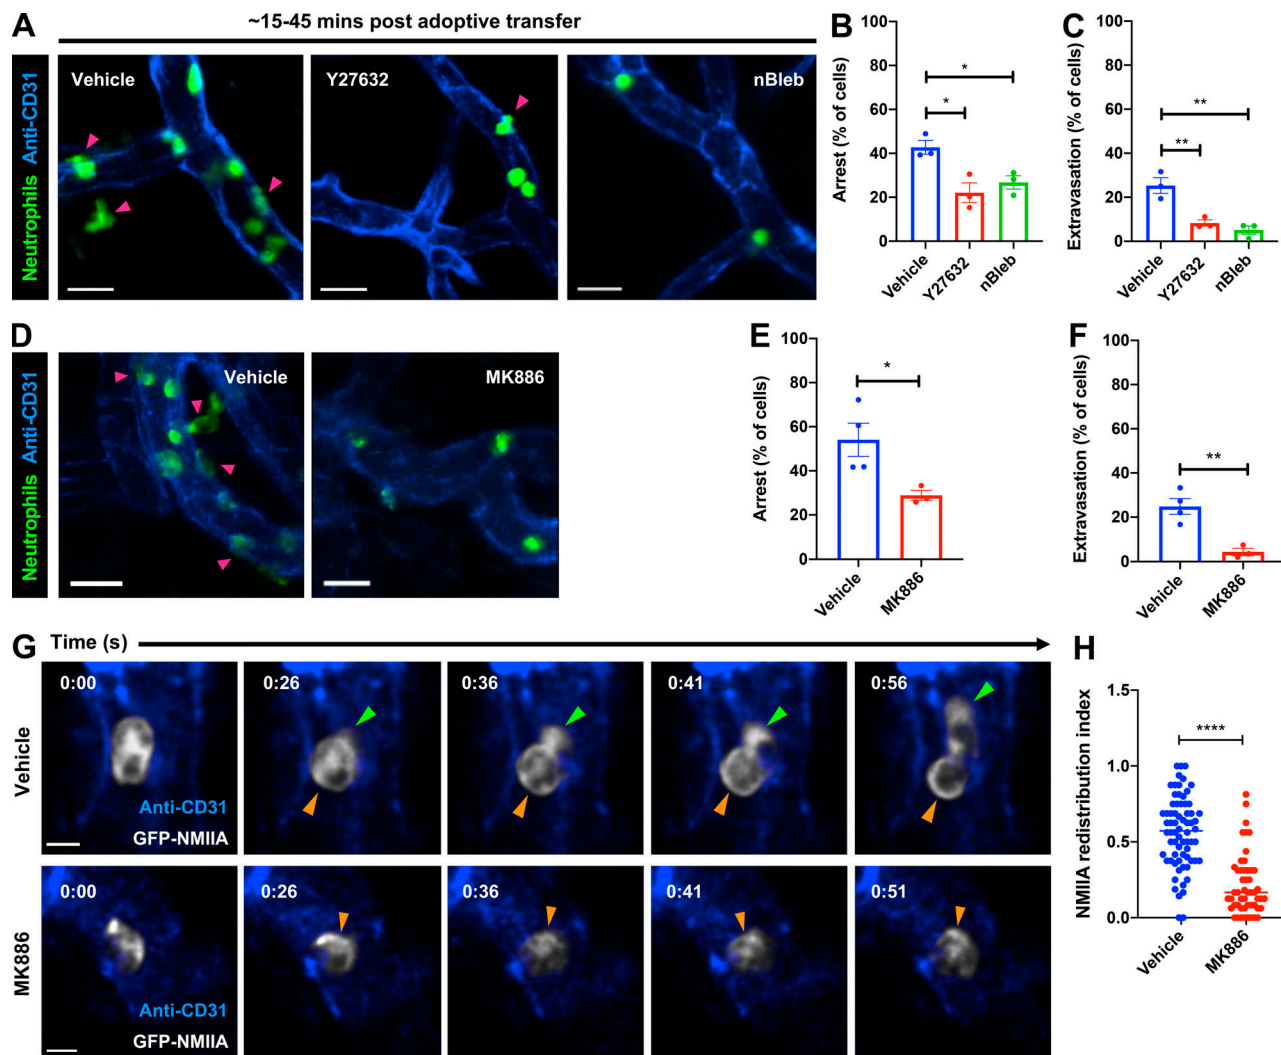 A
~15-45 mins post adoptive transfer
Neutrophils Anti-CD31
Vehicle
Y27632
nBleb
B
Arrest (% of cells)
100
80
60
40
20
0
*
*
Vehicle
Y27632
nBleb
C
Extravasation (% of cells)
100
80
60
40
20
0
**
**
Vehicle
Y27632
nBleb
D
Neutrophils Anti-CD31
Vehicle
MK886
E
Arrest (% of cells)
100
80
60
40
20
0
*
Vehicle
MK886
F
Extravasation (% of cells)
100
80
60
40
20
0
**
Vehicle
MK886
G
Time (s)
Vehicle
0:00
0:26
0:36
0:41
0:56
Anti-CD31
GFP-NMIIA
MK886
0:00
0:26
0:36
0:41
0:51
Anti-CD31
GFP-NMIIA
H
NMIIA redistribution index
1.5
1.0
0.5
0.0
****
Vehicle
MK886